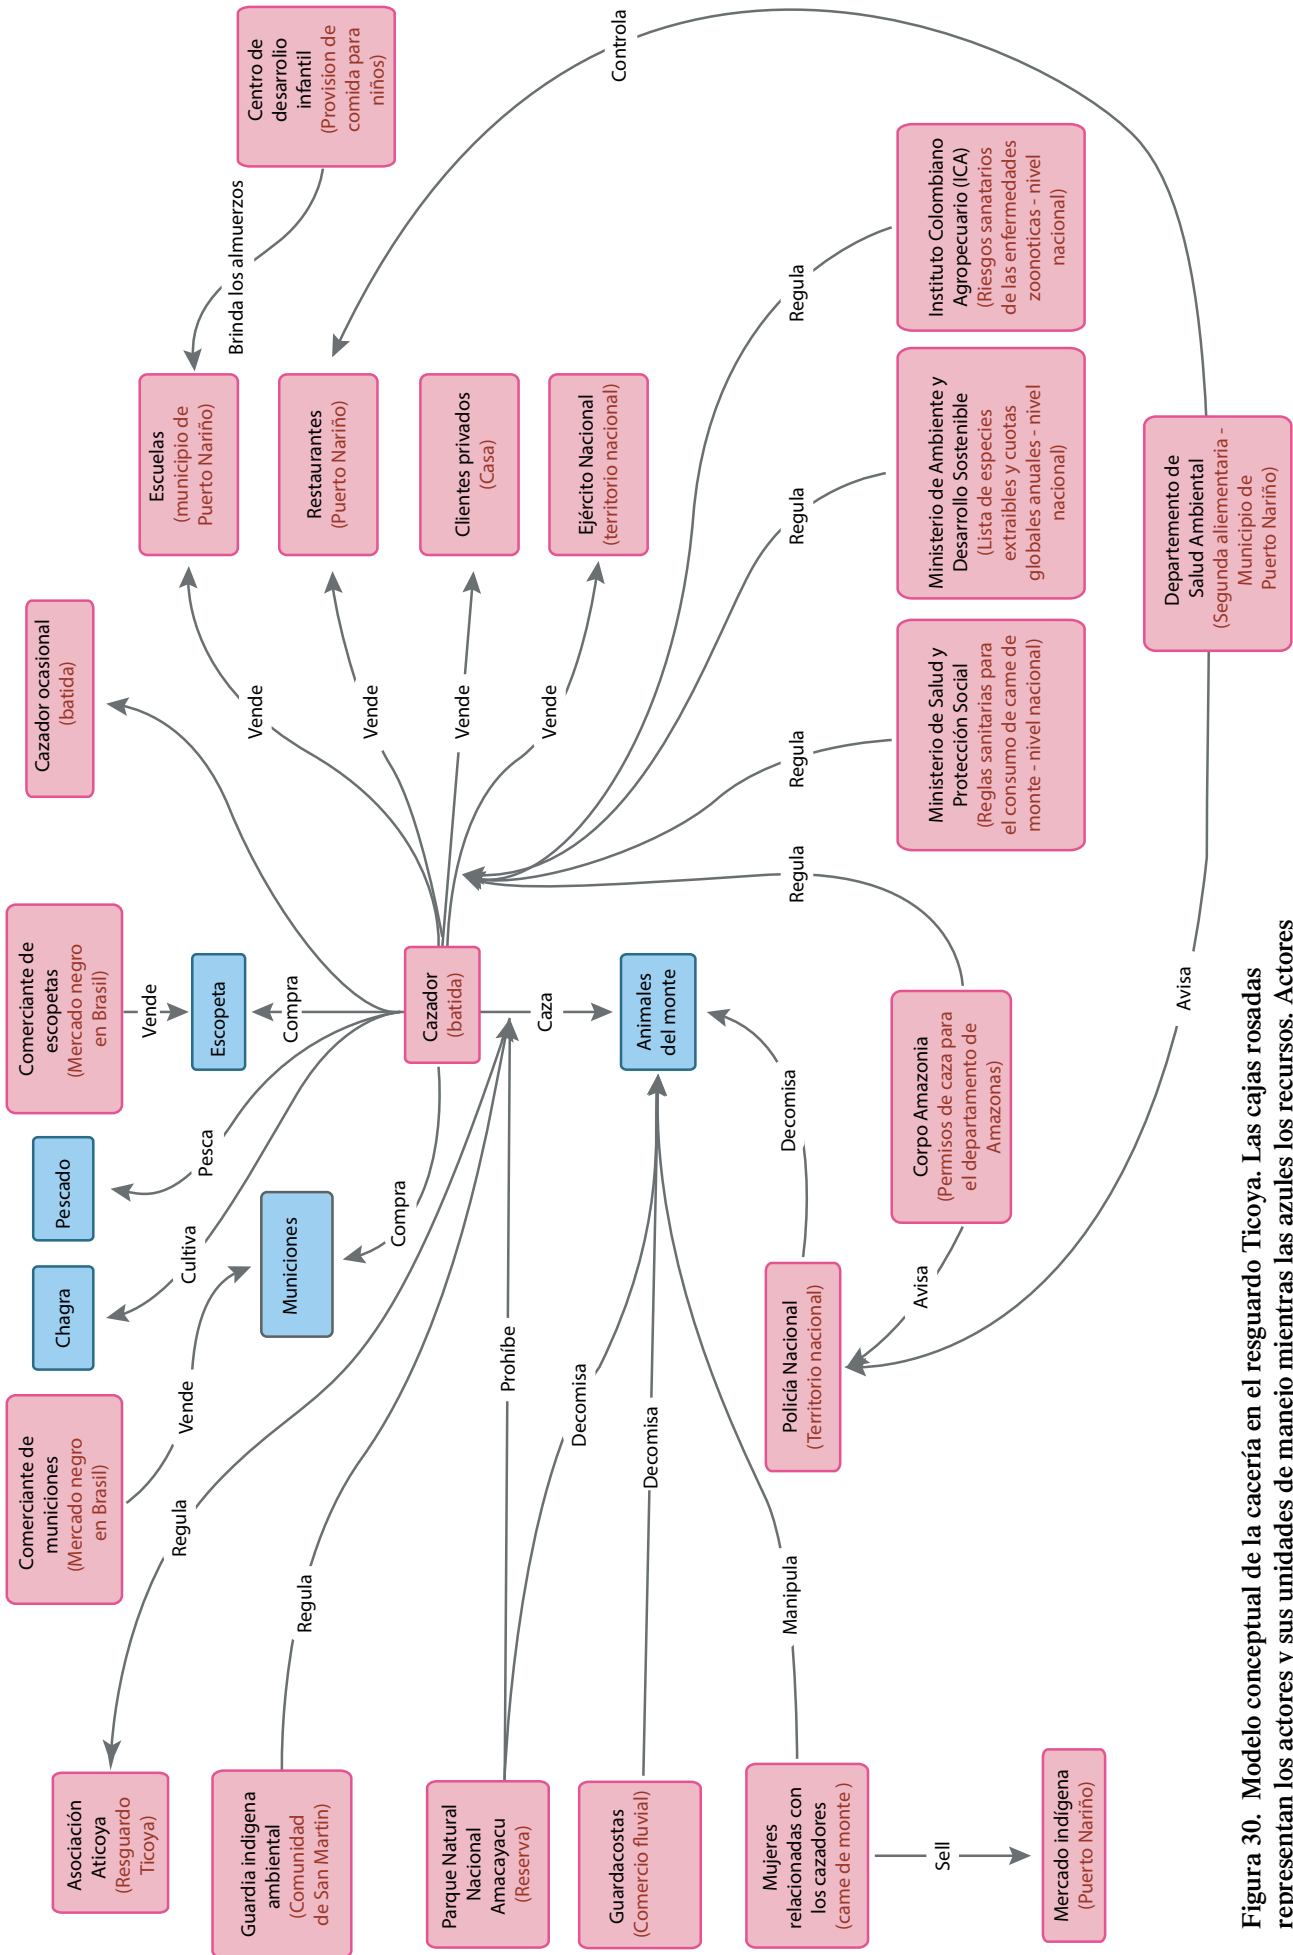 Asociación
Aticoya
(Resguardo
Ticoya)
Guardia indigena
ambiental
(Comunidad
de San Martin)
Parque Natural
Nacional
Amacayacu
(Reserva)
Guardacostas
(Comercio fluvial)
Mujeres
relacionadas con
los cazadores
(came de monte )
Sell
Mercado indígena
(Puerto Nariño)
Comerciante de
municiones
(Mercado negro
en Brasil)
Regula
Vende
Regula
Prohíbe
Decomisa
Decomisa
Manipula
Chagra
Pescado
Cultiva
Pesca
Municiones
Compra
Policía Nacional
(Territorio nacional)
Decomisa
Avisa
Comerciante de
escopetas
(Mercado negro
en Brasil)
Vende
Escopeta
Compra
Cazador
(batida)
Caza
Animales
del monte
Corpo Amazonia
(Permisos de caza para
el departamento de
Amazonas)
Avisa
Regula
Regula
Regula
Regula
Cazador ocasional
(batida)
Vende
Vende
Vende
Vende
Ministerio de Salud y
Protección Social
(Reglas sanitarias para
el consumo de came de
monte - nivel nacional)
Escuelas
(municipio de
Puerto Nariño)
Restaurantes
(Puerto Nariño)
Clientes privados
(Casa)
Ejército Nacional
(territorio nacional)
Ministerio de Ambiente y
Desarrollo Sostenible
(Lista de especies
extraibles y cuotas
globales anuales - nivel
nacional)
Departemento de
Salud Ambiental
(Segunda aliementaria -
Municipio de
Puerto Nariño)
Brinda los almuerzos
Centro de
desarrolio
infantil
(Provision de
comida para
niños)
Controla
Instituto Colombiano
Agropecuario (ICA)
(Riesgos sanatarios
de las enfermedades
zoonoticas - nivel
nacional)
Figura 30. Modelo conceptual de la cacería en el resguardo Ticoya. Las cajas rosadas
representan los actores y sus unidades de manejo mientras las azules los recursos. Actores